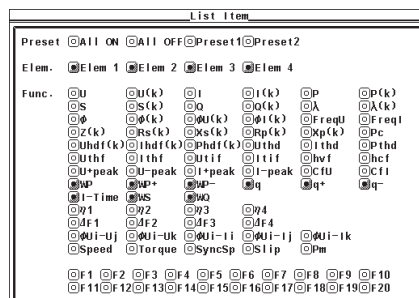 List Item
Preset All ON All OFF Preset1 Preset2
Elem. Elem 1 Elem 2 Elem 3 Elem 4
Func. U U(k) I I(k) P P(k)
S S(k) Q Q(k) λ λ(k)
ϕ ϕ(k) ϕU(k) ϕI(k) FreqU FreqI
Z(k) Rs(k) Xs(k) Rp(k) Xp(k) Pc
Uhdf(k) Ihdf(k) Phdf(k) Uthd Ithd Pthd
Uthf Ithf Utif Itif hvf hcf
U+peak U-peak I+peak I-peak CfU CfI
WP WP+ WP- q q+ q-
I-Time WS WQ
η1 η2 η3 η4
ΔF1 ΔF2 ΔF3 ΔF4
ϕUi-Uj ϕUi-Uk ϕUi-Ii ϕUi-Ij ϕUi-Ik
Speed Torque SyncSp Slip Pm
F1 F2 F3 F4 F5 F6 F7 F8 F9 F10
F11 F12 F13 F14 F15 F16 F17 F18 F19 F20